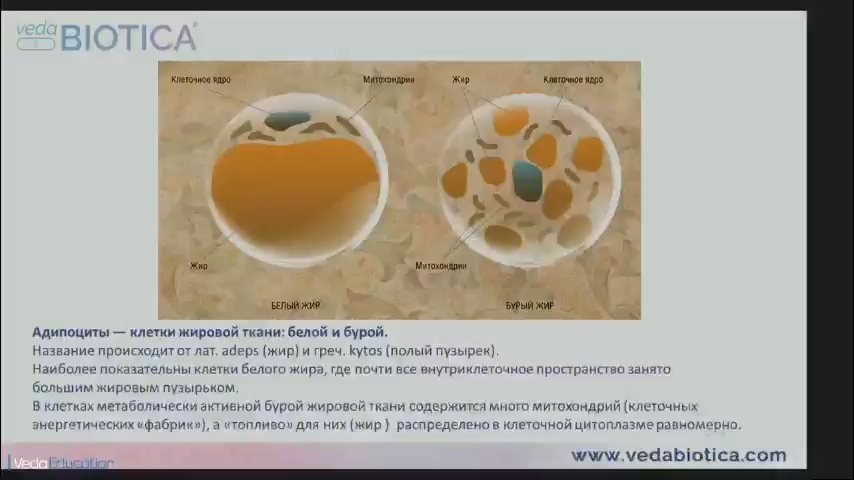 veda
BIOTICA
Клеточное ядро
Митохондрии
Жир
Клеточное ядро
Жир
Митохондрии
БЕЛЫЙ ЖИР
БУРЫЙ ЖИР
Адипоциты — клетки жировой ткани: белой и бурой.
Название происходит от лат. adeps (жир) и греч. kytos (полый пузырек).
Наиболее показательны клетки белого жира, где почти все внутриклеточное пространство занято
большим жировым пузырьком.
В клетках метаболически активной бурой жировой ткани содержится много митохондрий (клеточных
энергетических «фабрик»), а «топливо» для них (жир ) распределено в клеточной цитоплазме равномерно.
VedaEducation
www.vedabiotica.com